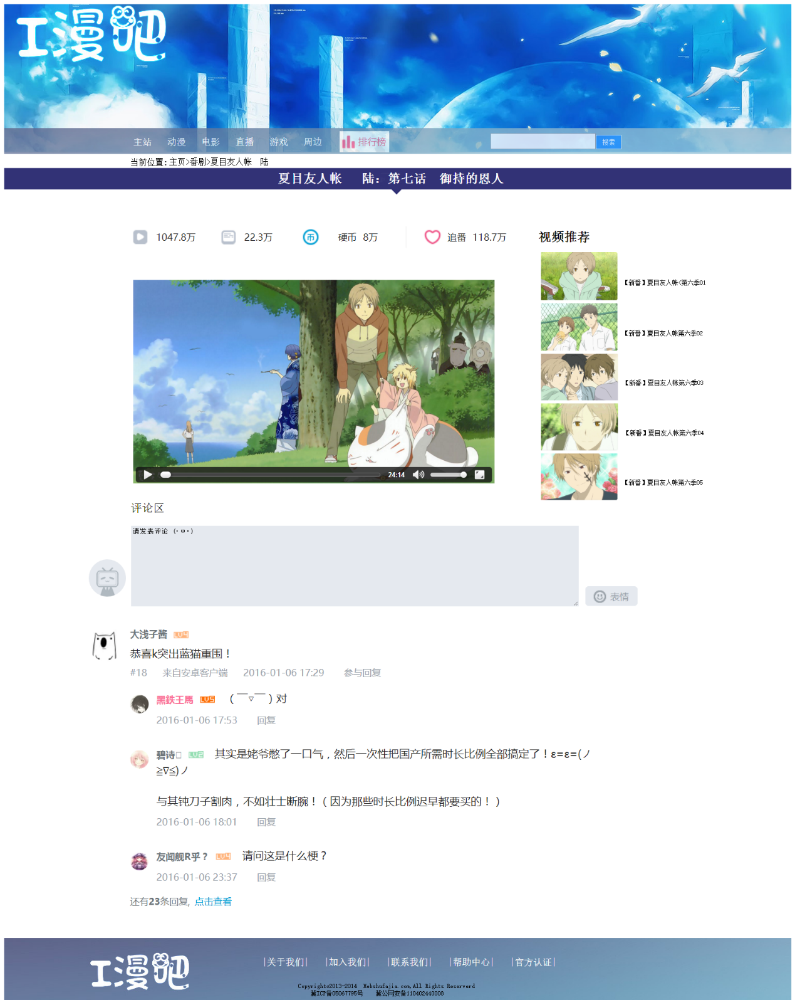 工漫吧
主站 动漫 电影 直播 游戏 周边 排行榜 搜索
当前位置:主页>番剧>夏目友人帐 陆
夏目友人帐 陆：第七话 御持的恩人
1047.8万 22.3万 币 硬币 8万 追番 118.7万
视频推荐
【新番】夏目友人帐<第六季01
【新番】夏目友人帐第六季02
【新番】夏目友人帐第六季03
【新番】夏目友人帐第六季04
【新番】夏目友人帐第六季05
24:14
评论区
请发表评论 (·ω·)
表情
大浅子酱 LV4
恭喜k突出蓝猫重围！
#18 来自安卓客户端 2016-01-06 17:29 参与回复
黑鉄王馬 LV5 （￣▽￣）对
2016-01-06 17:53 回复
碧诗 LV2 其实是姥爷憋了一口气，然后一次性把国产所需时长比例全部搞定了！ε=ε=(ノ
≧∇≦)ノ
与其钝刀子割肉，不如壮士断腕！（因为那些时长比例迟早都要买的！）
2016-01-06 18:01 回复
友闻舰R乎？ LV4 请问这是什么梗？
2016-01-06 23:37 回复
还有23条回复, 点击查看
工漫吧
|关于我们| |加入我们| |联系我们| |帮助中心| |官方认证|
Copyrightc2013-2014 Hebshufajia.com,All Rights Reserverd
冀ICP备05067795号 冀公网安备110402440008